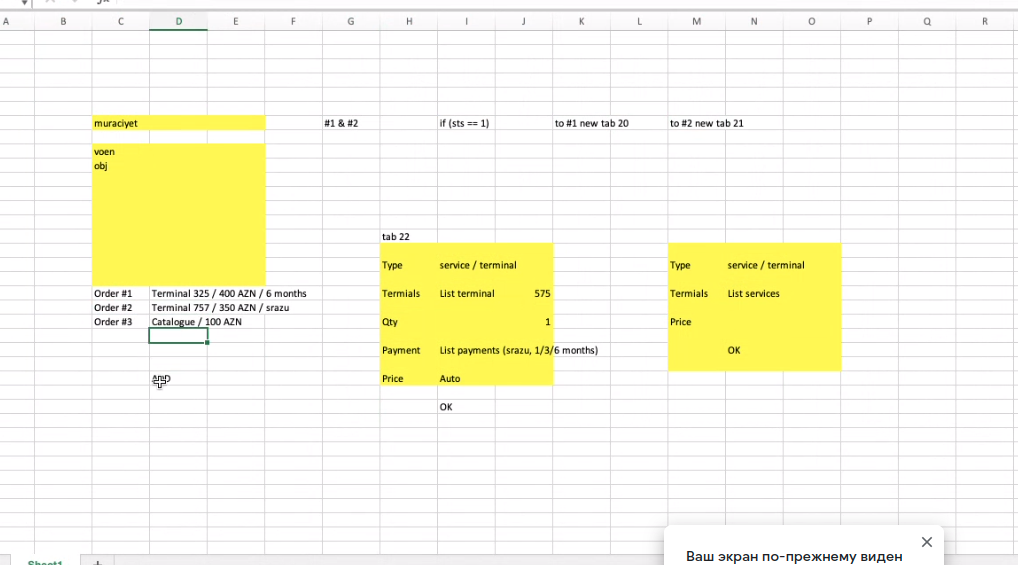 A B C D E F G H I J K L M N O P Q R
muraciyet #1 & #2 if (sts == 1) to #1 new tab 20 to #2 new tab 21
voen
obj
tab 22
Type service / terminal Type service / terminal
Order #1 Terminal 325 / 400 AZN / 6 months Termials List terminal 575 Termials List services
Order #2 Terminal 757 / 350 AZN / srazu
Order #3 Catalogue / 100 AZN Qty 1 Price
Payment List payments (srazu, 1/3/6 months) OK
Price Auto
OK
Ваш экран по-прежнему виден
Sheet1